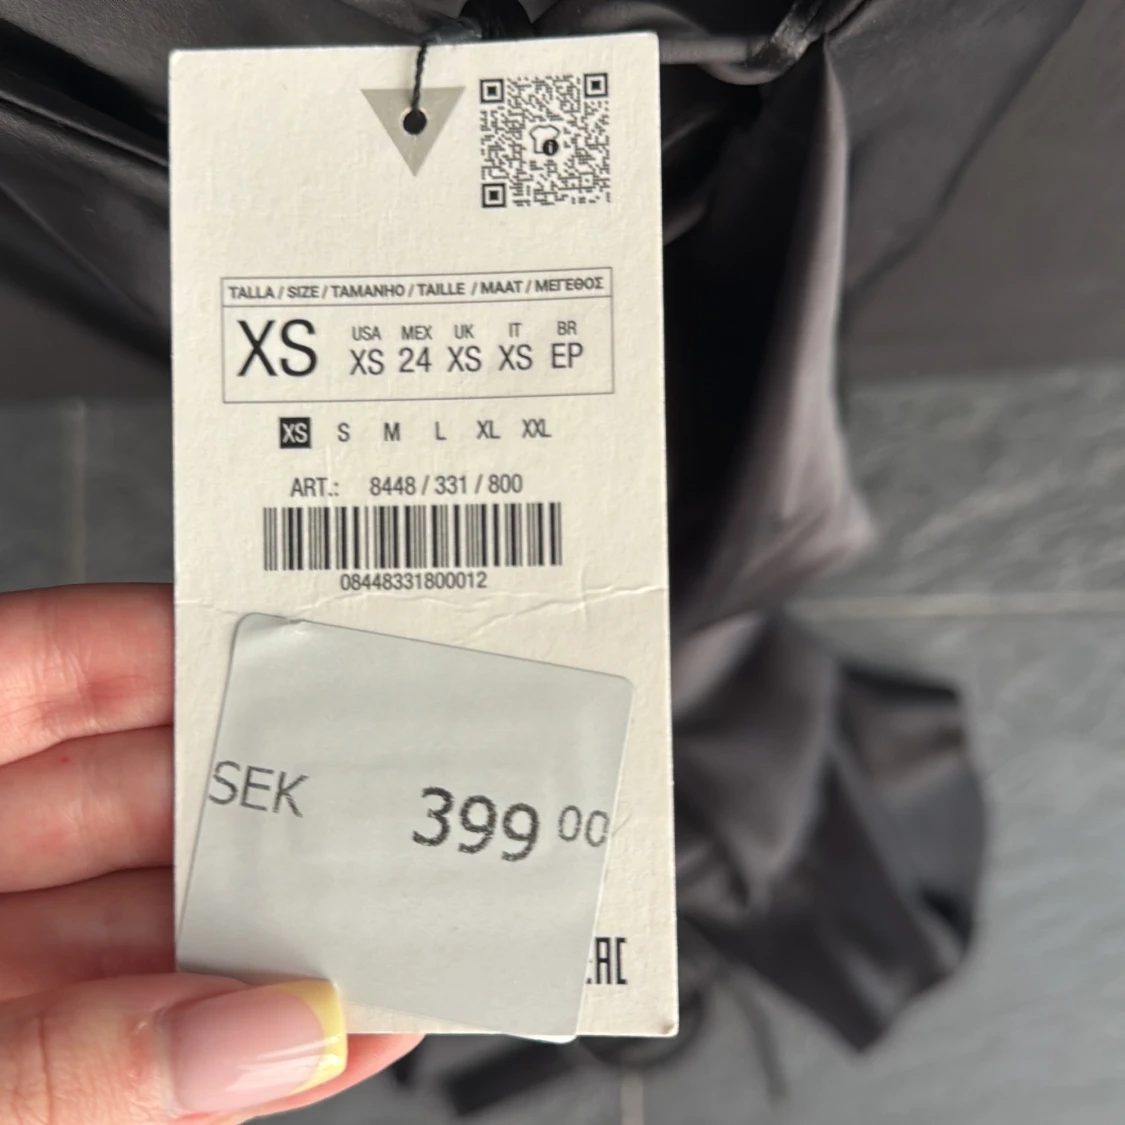 TALLA / SIZE / TAMANHO / TAILLE / MAAT / ΜΕΓΕΘΟΣ
XS USA MEX UK IT BR
XS 24 XS XS EP
XS S M L XL XXL
ART.: 8448 / 331 / 800
08448331800012
SEK 399 00
EAC